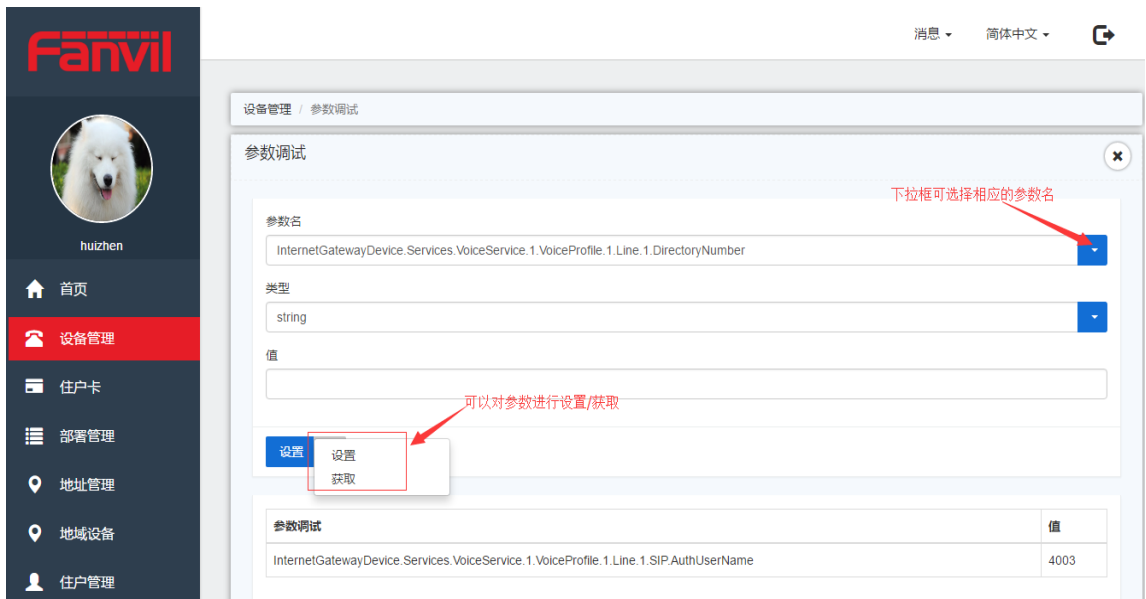 Fanvil
消息
简体中文
huizhen
首页
设备管理
住户卡
部署管理
地址管理
地域设备
住户管理
设备管理 / 参数调试
参数调试
下拉框可选择相应的参数名
参数名
InternetGatewayDevice.Services.VoiceService.1.VoiceProfile.1.Line.1.DirectoryNumber
类型
string
值
可以对参数进行设置/获取
设置
设置
获取
参数调试 值
InternetGatewayDevice.Services.VoiceService.1.VoiceProfile.1.Line.1.SIP.AuthUserName 4003